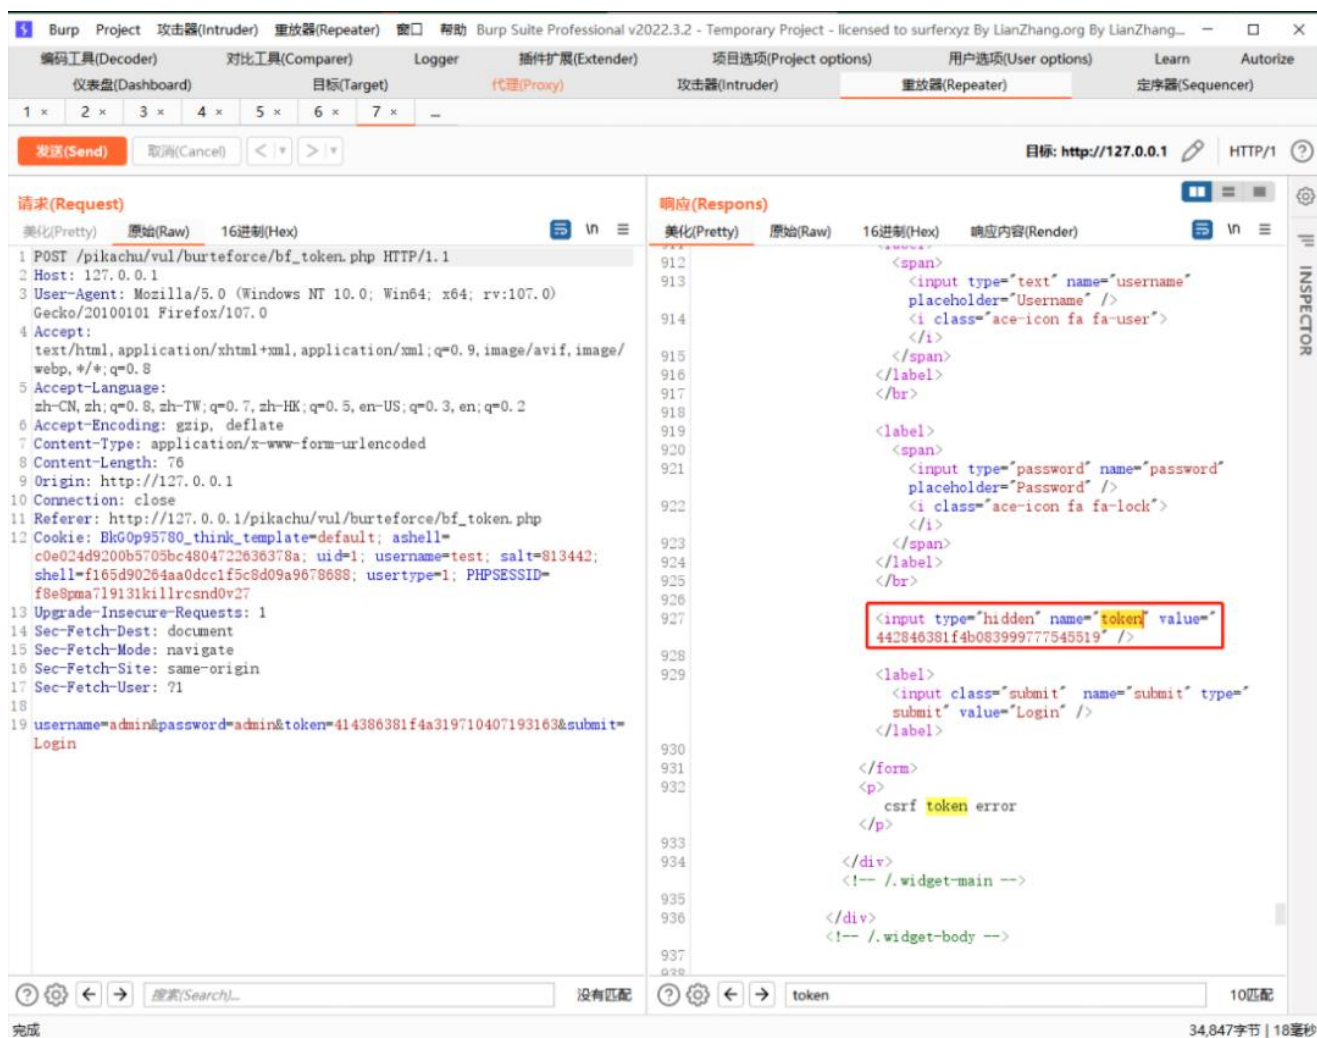 Burp Project 攻击器(Intruder) 重放器(Repeater) 窗口 帮助 Burp Suite Professional v2022.3.2 - Temporary Project - licensed to surferxyz By LianZhang.org By LianZhang...
编码工具(Decoder) 对比工具(Comparer) Logger 插件扩展(Extender) 项目选项(Project options) 用户选项(User options) Learn Autorize
仪表盘(Dashboard) 目标(Target) 代理(Proxy) 攻击器(Intruder) 重放器(Repeater) 定序器(Sequencer)
1 × 2 × 3 × 4 × 5 × 6 × 7 × ...
发送(Send) 取消(Cancel) < > 目标: http://127.0.0.1 HTTP/1
请求(Request)
美化(Pretty) 原始(Raw) 16进制(Hex) \n
1 POST /pikachu/vul/burteforce/bf_token.php HTTP/1.1
2 Host: 127.0.0.1
3 User-Agent: Mozilla/5.0 (Windows NT 10.0; Win64; x64; rv:107.0)
Gecko/20100101 Firefox/107.0
4 Accept:
text/html,application/xhtml+xml,application/xml;q=0.9,image/avif,image/
webp,*/*;q=0.8
5 Accept-Language:
zh-CN,zh;q=0.8,zh-TW;q=0.7,zh-HK;q=0.5,en-US;q=0.3,en;q=0.2
6 Accept-Encoding: gzip, deflate
7 Content-Type: application/x-www-form-urlencoded
8 Content-Length: 76
9 Origin: http://127.0.0.1
10 Connection: close
11 Referer: http://127.0.0.1/pikachu/vul/burteforce/bf_token.php
12 Cookie: BkG0p95780_think_template=default; ashell=
c0e024d9200b5705bc4804722636378a; uid=1; username=test; salt=813442;
shell=f165d90264aa0dcc1f5c8d09a9678688; usertype=1; PHPSESSID=
f8e8pma7l9131killrcsnd0v27
13 Upgrade-Insecure-Requests: 1
14 Sec-Fetch-Dest: document
15 Sec-Fetch-Mode: navigate
16 Sec-Fetch-Site: same-origin
17 Sec-Fetch-User: ?1
18
19 username=admin&password=admin&token=414386381f4a319710407193163&submit=
Login
搜索(Search)... 没有匹配
响应(Respons)
美化(Pretty) 原始(Raw) 16进制(Hex) 响应内容(Render) \n
911 <label>
912 <span>
913 <input type="text" name="username"
placeholder="Username" />
914 <i class="ace-icon fa fa-user">
</i>
915 </span>
916 </label>
917 </br>
918
919 <label>
920 <span>
921 <input type="password" name="password"
placeholder="Password" />
922 <i class="ace-icon fa fa-lock">
</i>
923 </span>
924 </label>
925 </br>
926
927 <input type="hidden" name="token" value="
442846381f4b083999777545519" />
928
929 <label>
<input class="submit" name="submit" type="
submit" value="Login" />
</label>
930
931 </form>
932 <p>
csrf token error
</p>
933
934 </div>
<!-- /.widget-main -->
935
936 </div>
<!-- /.widget-body -->
937
938
token 10匹配
INSPECTOR
完成 34,847字节 | 18毫秒